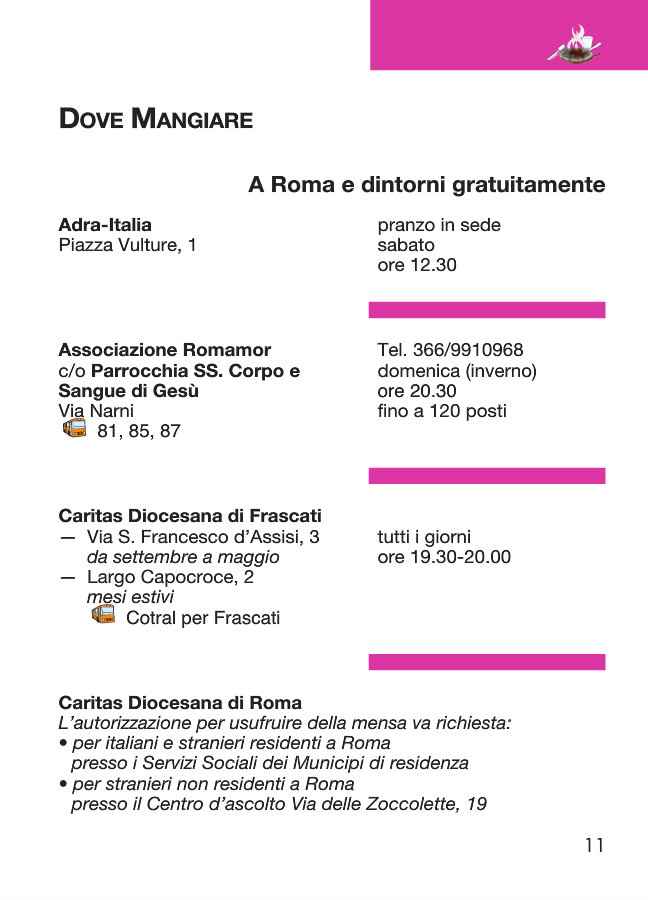 DOVE MANGIARE
A Roma e dintorni gratuitamente
Adra-Italia
Piazza Vulture, 1
pranzo in sede
sabato
ore 12.30
Associazione Romamor
c/o Parrocchia SS. Corpo e
Sangue di Gesù
Via Narni
81, 85, 87
Tel. 366/9910968
domenica (inverno)
ore 20.30
fino a 120 posti
Caritas Diocesana di Frascati
— Via S. Francesco d’Assisi, 3
da settembre a maggio
— Largo Capocroce, 2
mesi estivi
Cotral per Frascati
tutti i giorni
ore 19.30-20.00
Caritas Diocesana di Roma
L’autorizzazione per usufruire della mensa va richiesta:
• per italiani e stranieri residenti a Roma
presso i Servizi Sociali dei Municipi di residenza
• per stranieri non residenti a Roma
presso il Centro d’ascolto Via delle Zoccolette, 19
11